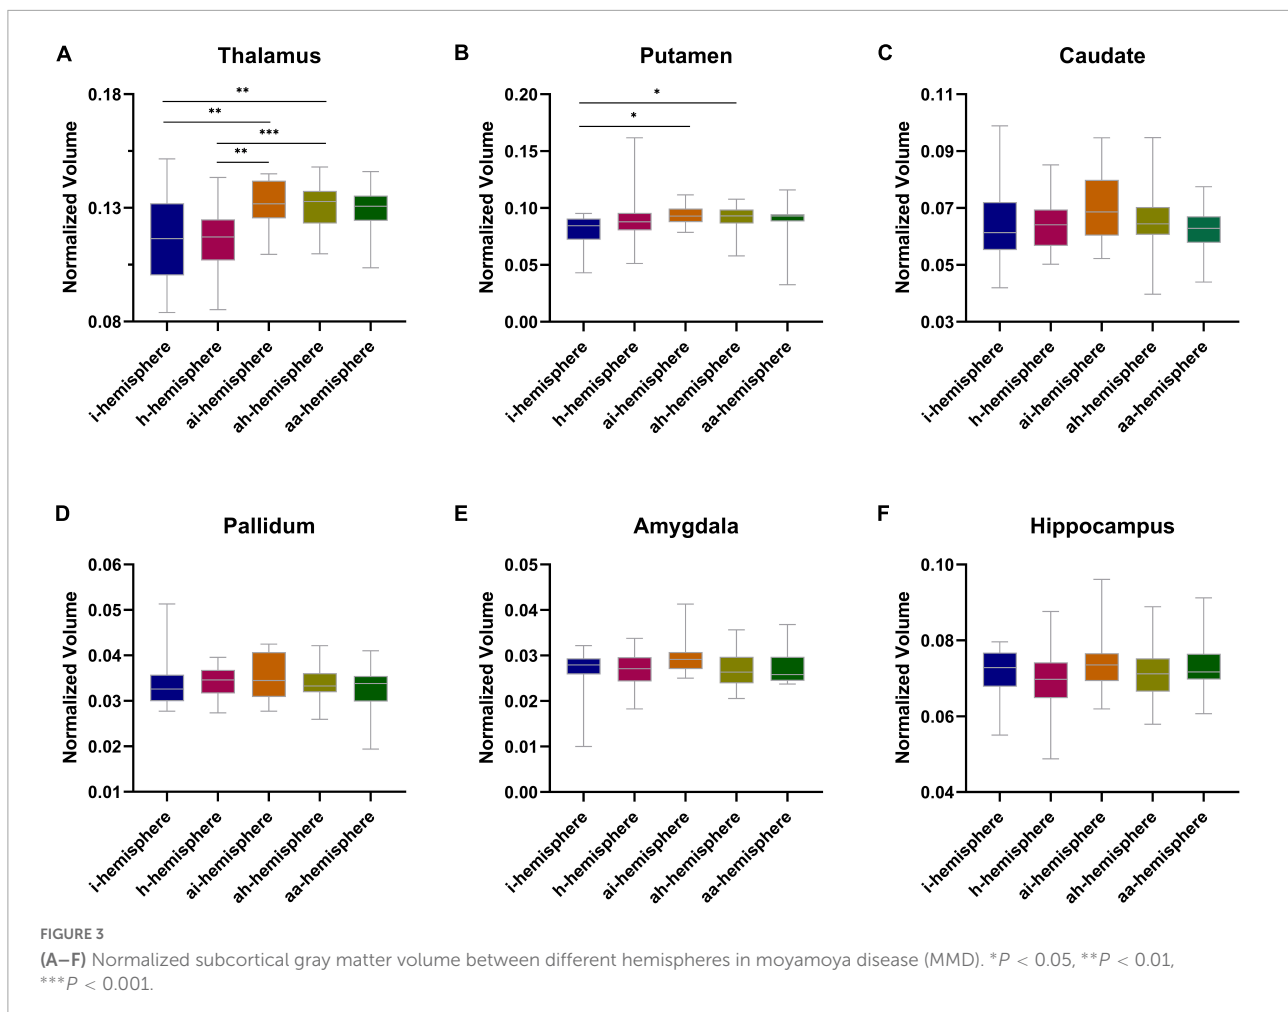 A Thalamus
Normalized Volume
0.18
0.13
0.08
** 
**
***
**
i-hemisphere
h-hemisphere
ai-hemisphere
ah-hemisphere
aa-hemisphere
B Putamen
Normalized Volume
0.20
0.15
0.10
0.05
0.00
*
*
i-hemisphere
h-hemisphere
ai-hemisphere
ah-hemisphere
aa-hemisphere
C Caudate
Normalized Volume
0.11
0.09
0.07
0.05
0.03
i-hemisphere
h-hemisphere
ai-hemisphere
ah-hemisphere
aa-hemisphere
D Pallidum
Normalized Volume
0.06
0.05
0.04
0.03
0.02
0.01
i-hemisphere
h-hemisphere
ai-hemisphere
ah-hemisphere
aa-hemisphere
E Amygdala
Normalized Volume
0.05
0.04
0.03
0.02
0.01
0.00
i-hemisphere
h-hemisphere
ai-hemisphere
ah-hemisphere
aa-hemisphere
F Hippocampus
Normalized Volume
0.10
0.08
0.06
0.04
i-hemisphere
h-hemisphere
ai-hemisphere
ah-hemisphere
aa-hemisphere
FIGURE 3
(A–F) Normalized subcortical gray matter volume between different hemispheres in moyamoya disease (MMD). *P < 0.05, **P < 0.01,
***P < 0.001.